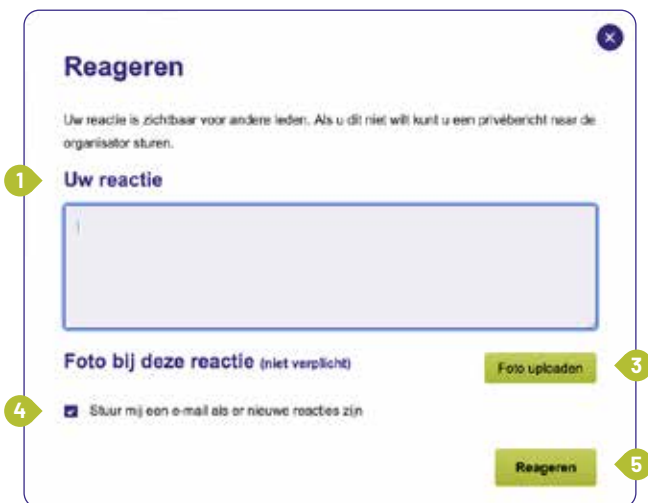 Reageren
Uw reactie is zichtbaar voor andere leden. Als u dit niet wilt kunt u een privébericht naar de
organisator sturen.
1 Uw reactie
Foto bij deze reactie (niet verplicht)
Foto uploaden 3
4 Stuur mij een e-mail als er nieuwe reacties zijn
Reageren 5